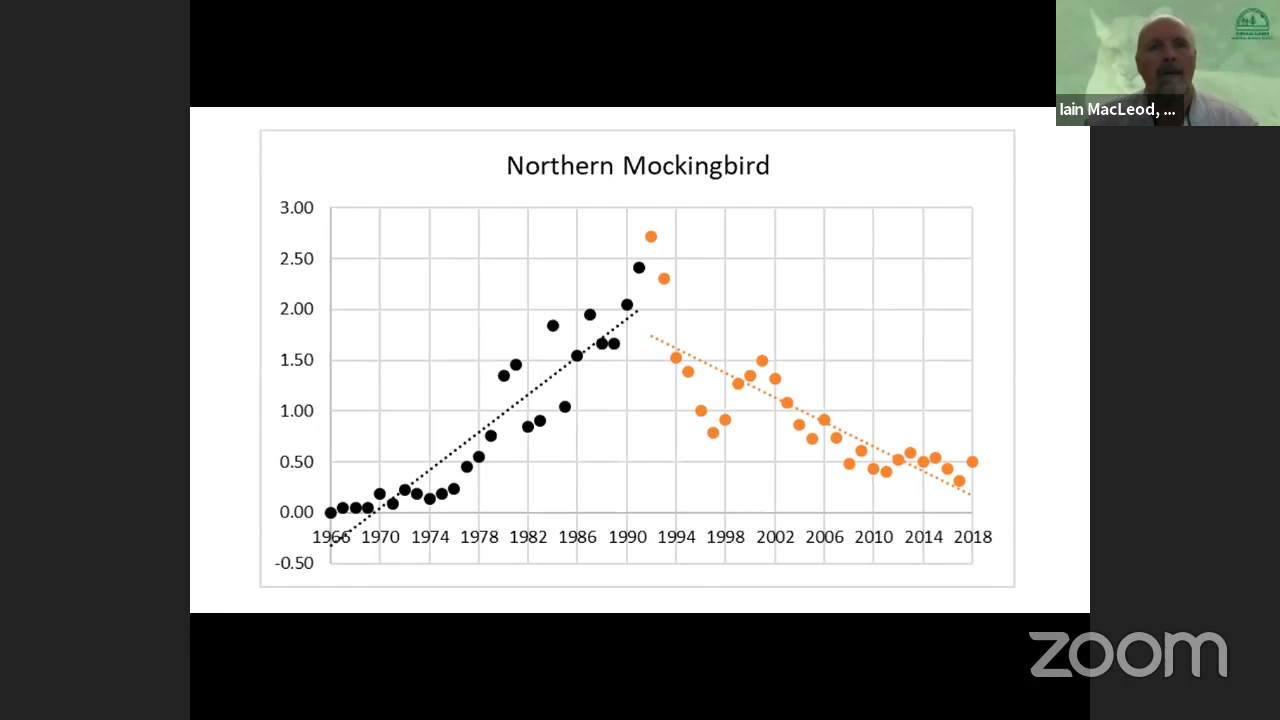 Iain MacLeod, ...
Northern Mockingbird
3.00
2.50
2.00
1.50
1.00
0.50
0.00
1966 1970 1974 1978 1982 1986 1990 1994 1998 2002 2006 2010 2014 2018
-0.50
zoom